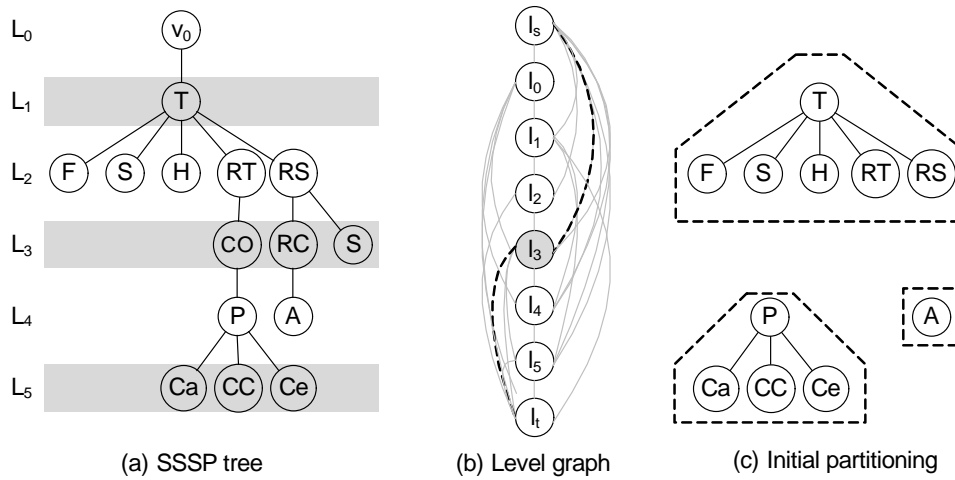 L0
v0
L1
T
L2
F S H RT RS
L3
CO RC S
L4
P A
L5
Ca CC Ce
(a) SSSP tree
ls
l0
l1
l2
l3
l4
l5
lt
(b) Level graph
T
F S H RT RS
P A
Ca CC Ce
(c) Initial partitioning